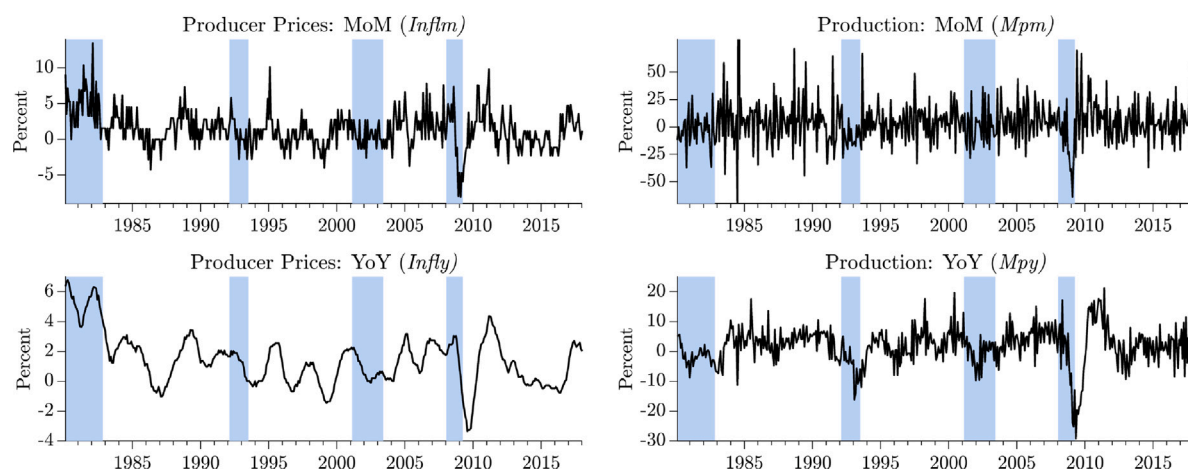 Producer Prices: MoM (Inflm)
Percent
10
5
0
-5
1985 1990 1995 2000 2005 2010 2015
Production: MoM (Mpm)
Percent
50
25
0
-25
-50
1985 1990 1995 2000 2005 2010 2015
Producer Prices: YoY (Infly)
Percent
6
4
2
0
-2
-4
1985 1990 1995 2000 2005 2010 2015
Production: YoY (Mpy)
Percent
20
10
0
-10
-20
-30
1985 1990 1995 2000 2005 2010 2015